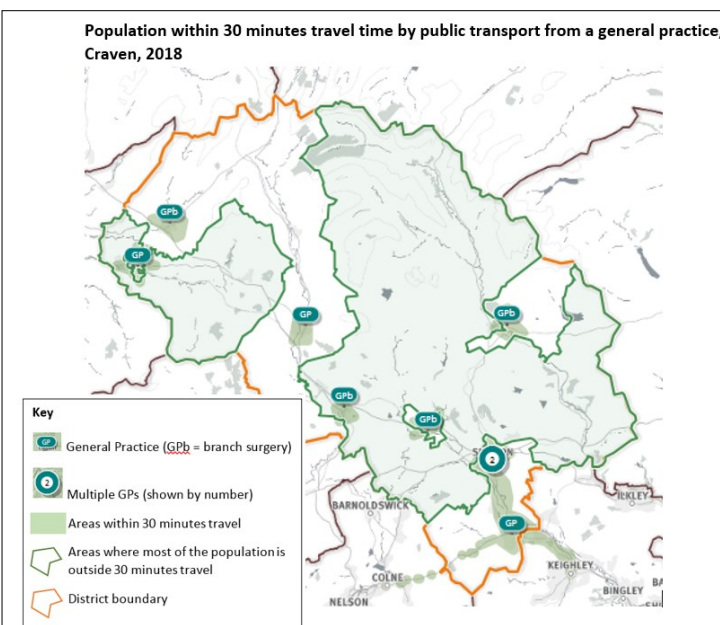 Population within 30 minutes travel time by public transport from a general practice,
Craven, 2018
GPb
GP
GP
GPb
GPb
GPb
2
GP
BARNOLDSWICK
ILKLEY
COLNE
KEIGHLEY
NELSON
BINGLEY
BA
Key
GP General Practice (GPb = branch surgery)
2 Multiple GPs (shown by number)
Areas within 30 minutes travel
Areas where most of the population is
outside 30 minutes travel
District boundary